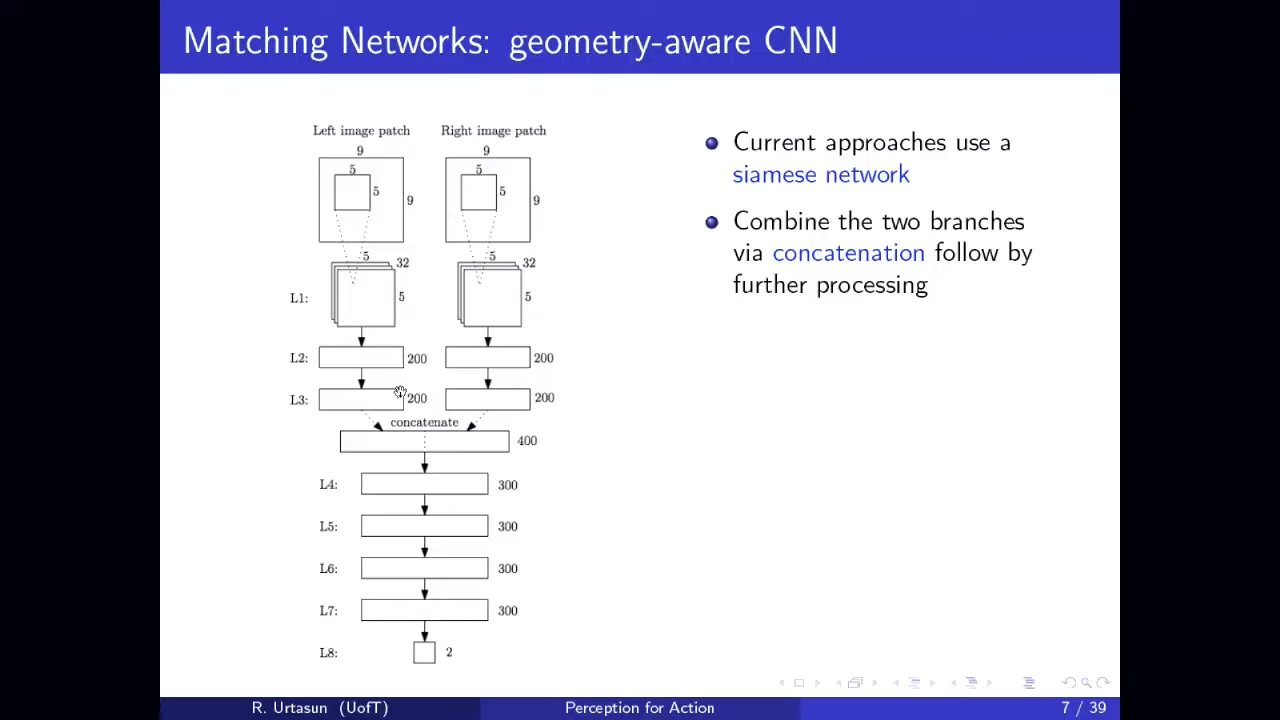 Matching Networks: geometry-aware CNN
Left image patch Right image patch
9 9
5 5
5 5
9 9
5 5
32 32
L1: 5 5
L2: 200 200
L3: 200 200
concatenate
400
L4: 300
L5: 300
L6: 300
L7: 300
L8: 2
Current approaches use a
siamese network
Combine the two branches
via concatenation follow by
further processing
R. Urtasun (UofT) Perception for Action 7 / 39